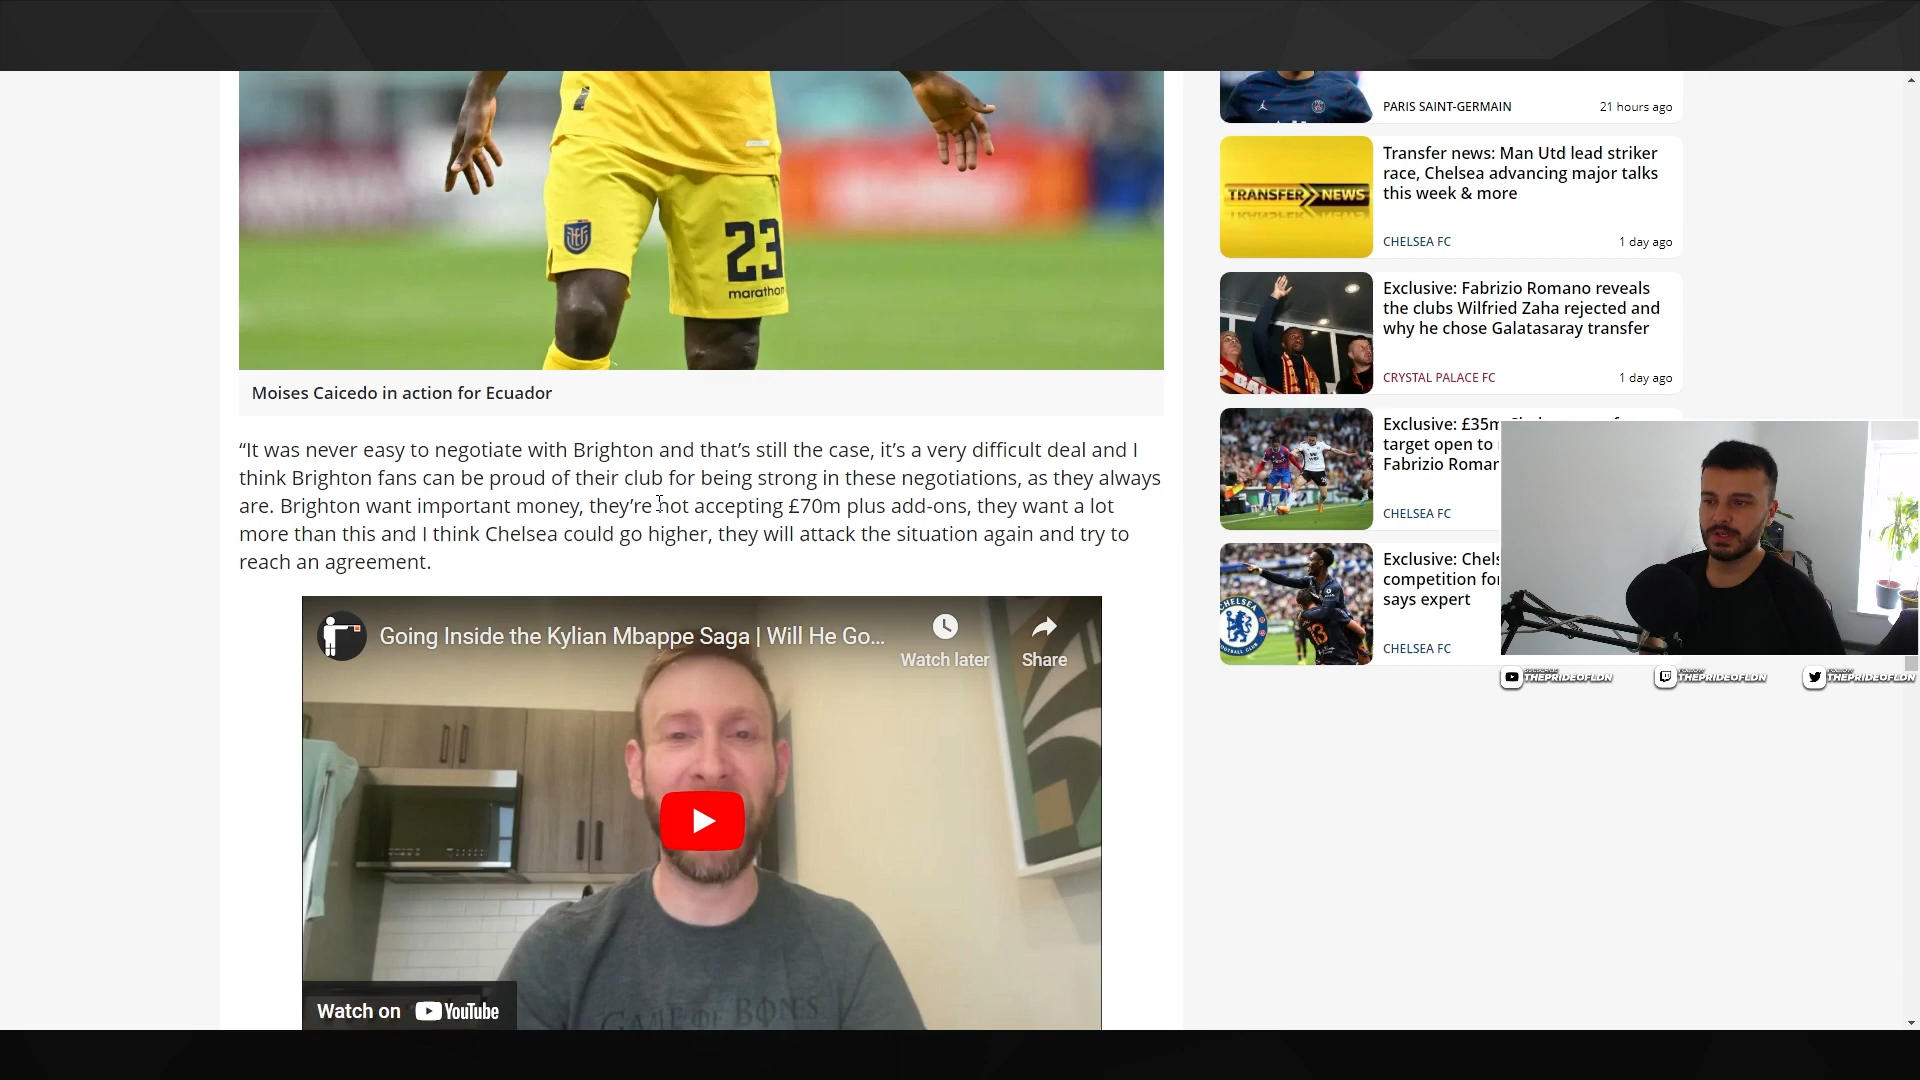 23
marathon
Moises Caicedo in action for Ecuador
“It was never easy to negotiate with Brighton and that’s still the case, it’s a very difficult deal and I
think Brighton fans can be proud of their club for being strong in these negotiations, as they always
are. Brighton want important money, they’re not accepting £70m plus add-ons, they want a lot
more than this and I think Chelsea could go higher, they will attack the situation again and try to
reach an agreement.
Going Inside the Kylian Mbappe Saga | Will He Go...
Watch later
Share
GAME OF BONES
Watch on YouTube
PARIS SAINT-GERMAIN
21 hours ago
TRANSFER NEWS
Transfer news: Man Utd lead striker
race, Chelsea advancing major talks
this week & more
CHELSEA FC
1 day ago
Exclusive: Fabrizio Romano reveals
the clubs Wilfried Zaha rejected and
why he chose Galatasaray transfer
CRYSTAL PALACE FC
1 day ago
Exclusive: £35m
target open to
Fabrizio Roman
CHELSEA FC
CHELSEA
13
Exclusive: Chels
competition for
says expert
CHELSEA FC
THEPRIDEOFLDN
THEPRIDEOFLDN
THEPRIDEOFLDN